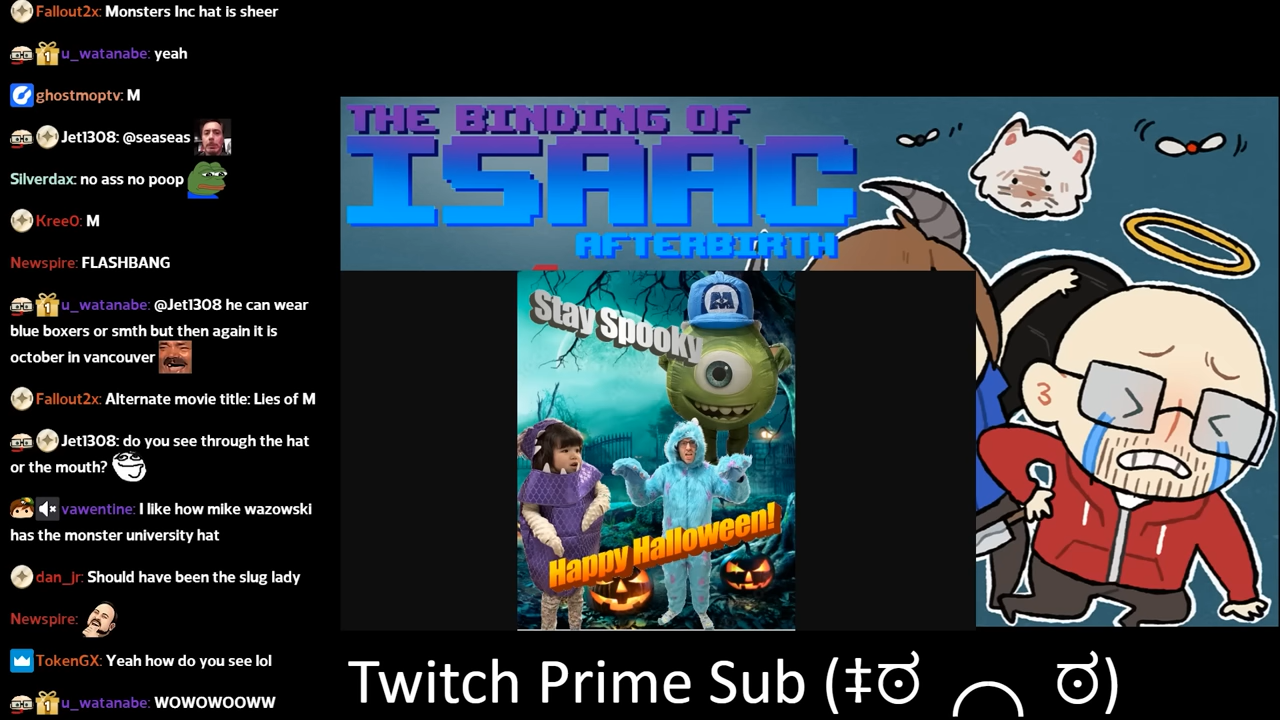 Fallout2x: Monsters Inc hat is sheer
u_watanabe: yeah
ghostmoptv: M
Jet1308: @seaseas
Silverdax: no ass no poop
KreeO: M
Newspire: FLASHBANG
u_watanabe: @Jet1308 he can wear
blue boxers or smth but then again it is
october in vancouver
Fallout2x: Alternate movie title: Lies of M
Jet1308: do you see through the hat
or the mouth?
vawentine: I like how mike wazowski
has the monster university hat
dan_jr: Should have been the slug lady
Newspire:
TokenGX: Yeah how do you see lol
u_watanabe: WOWOWOOWW
THE BINDING OF
ISAAC
AFTERBIRTH
Stay Spooky
M
Happy Halloween!
Twitch Prime Sub (‡ಠ ︵ ಠ)